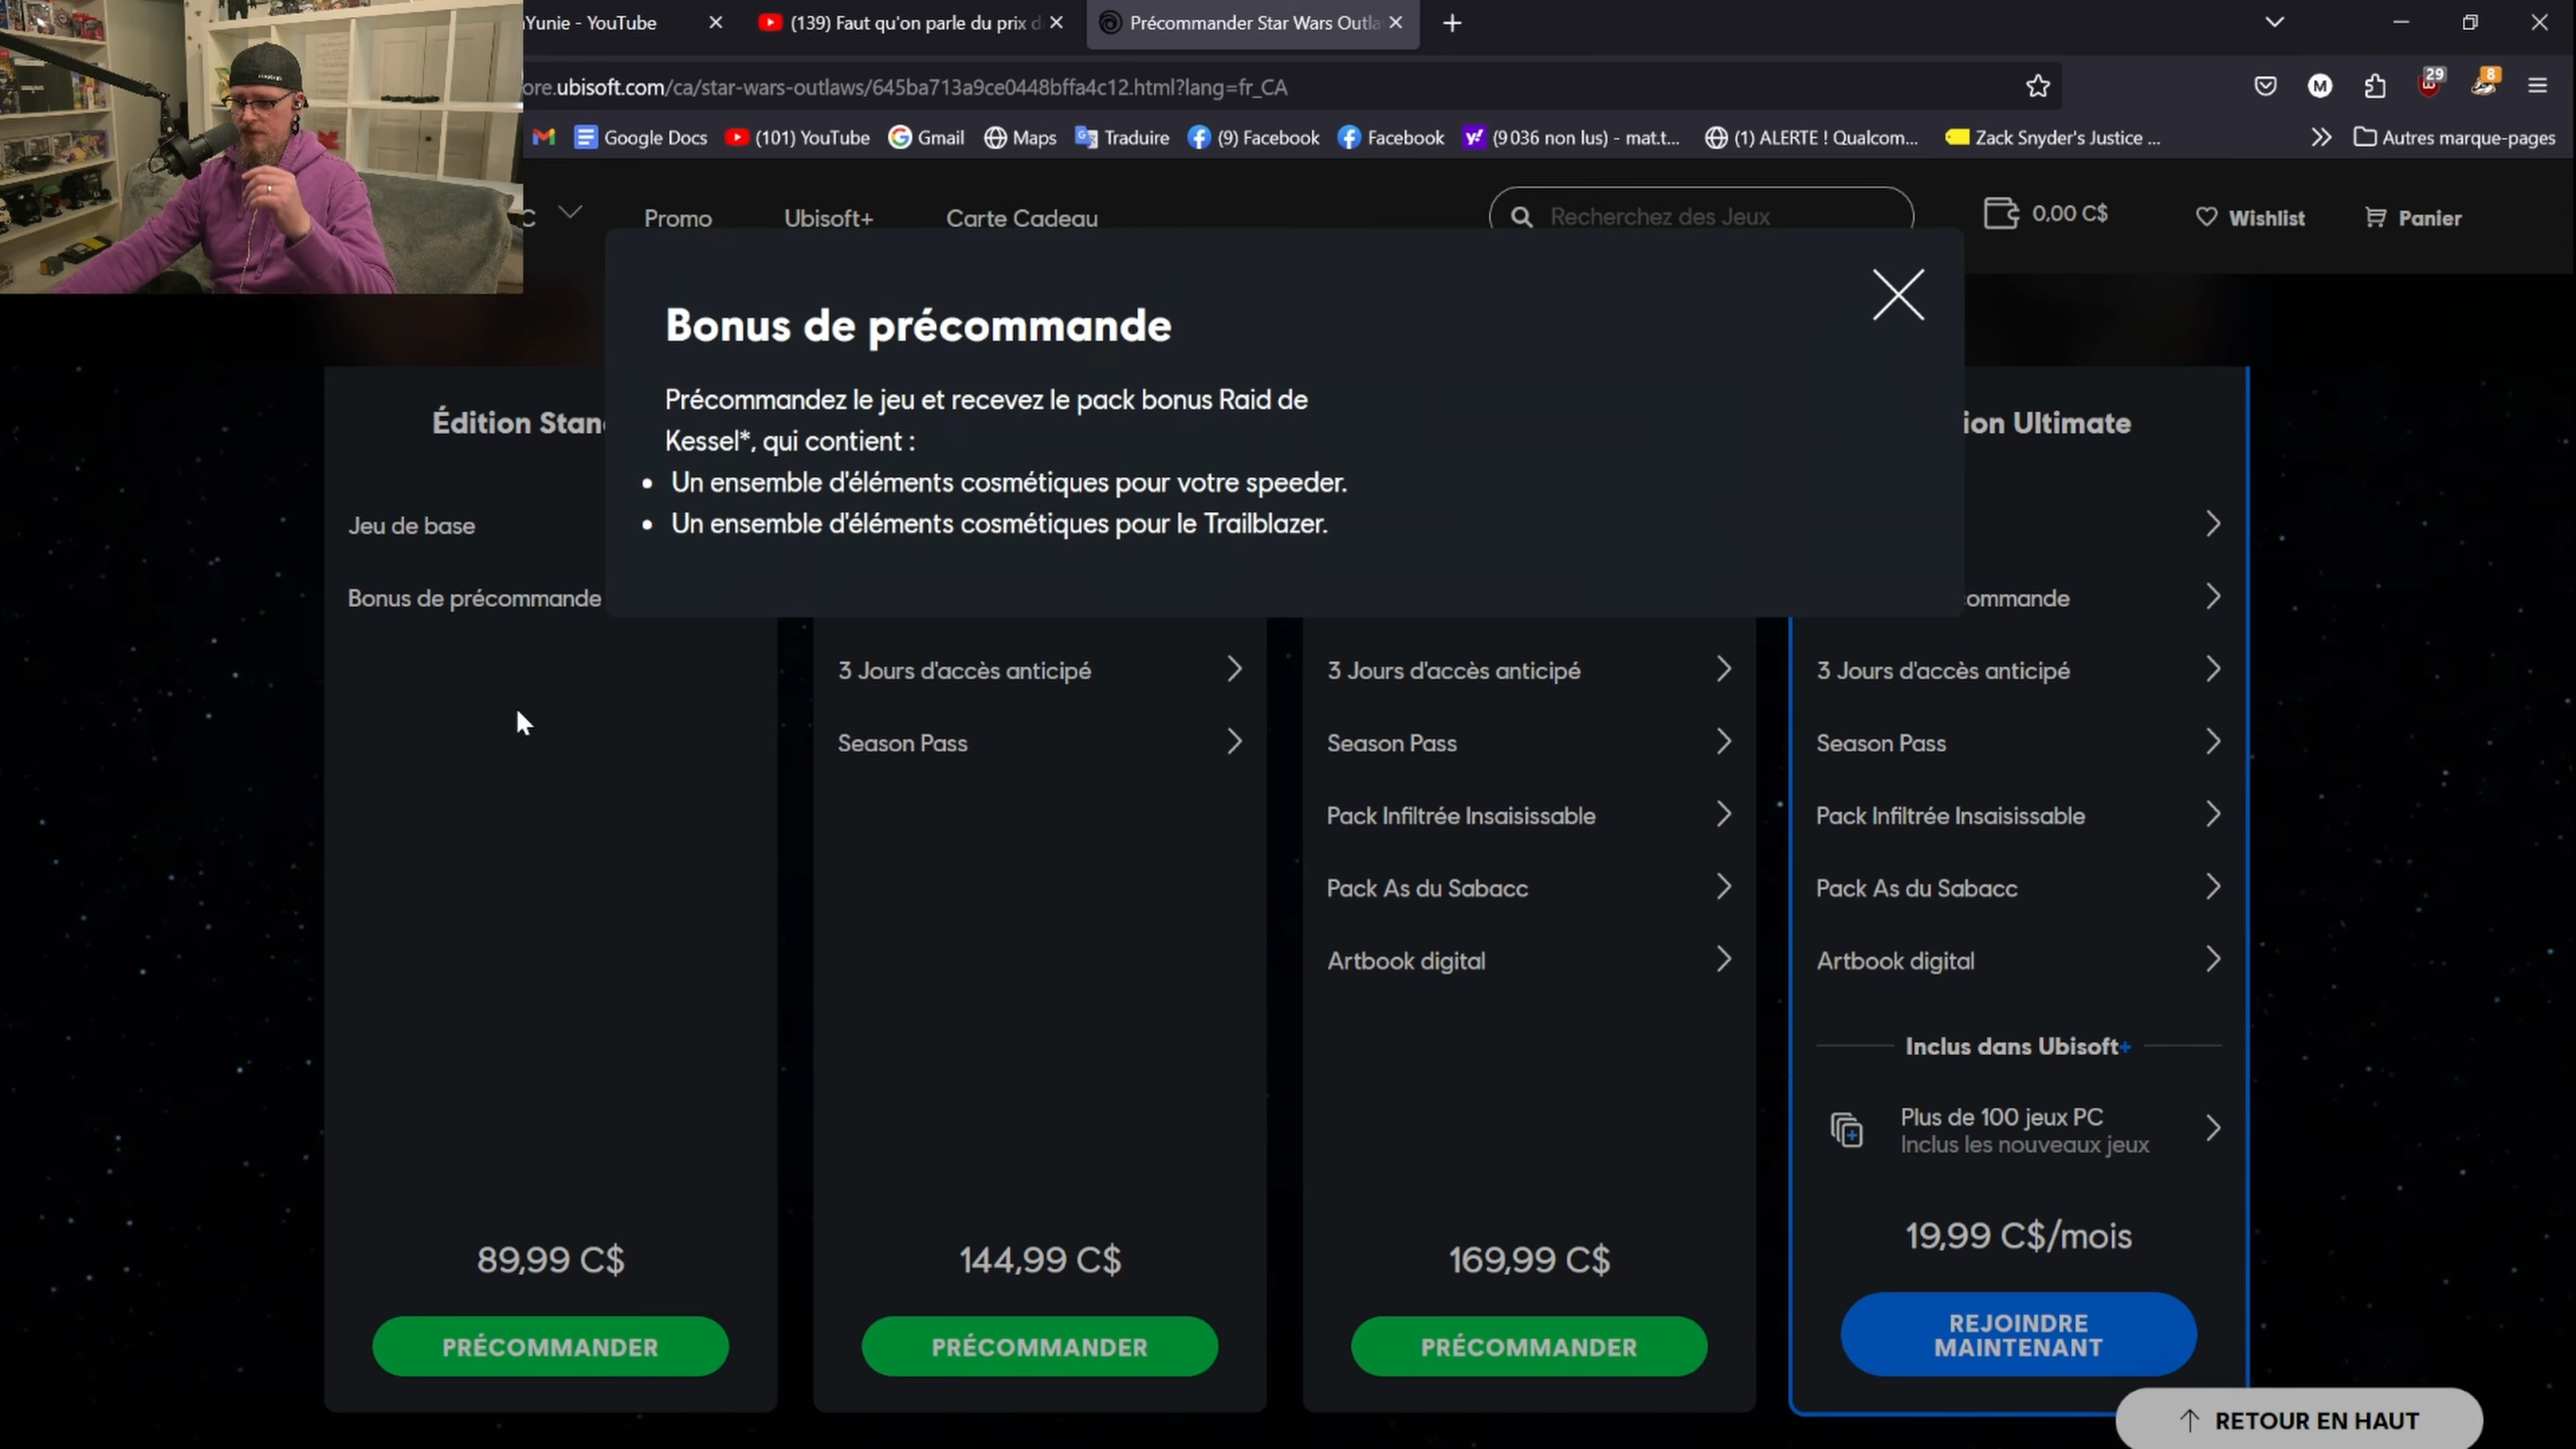 Yunie - YouTube
(139) Faut qu'on parle du prix d
Précommander Star Wars Outla
ore.ubisoft.com/ca/star-wars-outlaws/645ba713a9ce0448bffa4c12.html?lang=fr_CA
M
29
8
Google Docs
(101) YouTube
Gmail
Maps
Traduire
(9) Facebook
Facebook
(9 036 non lus) - mat.t...
(1) ALERTE ! Qualcom...
Zack Snyder's Justice ...
Autres marque-pages
C
Promo
Ubisoft+
Carte Cadeau
Recherchez des Jeux
0,00 C$
Wishlist
Panier
Bonus de précommande
Précommandez le jeu et recevez le pack bonus Raid de
Kessel*, qui contient :
• Un ensemble d'éléments cosmétiques pour votre speeder.
• Un ensemble d'éléments cosmétiques pour le Trailblazer.
Édition Stan
Jeu de base
Bonus de précommande
89,99 C$
PRÉCOMMANDER
3 Jours d'accès anticipé
Season Pass
144,99 C$
PRÉCOMMANDER
3 Jours d'accès anticipé
Season Pass
Pack Infiltrée Insaisissable
Pack As du Sabacc
Artbook digital
169,99 C$
PRÉCOMMANDER
ion Ultimate
commande
3 Jours d'accès anticipé
Season Pass
Pack Infiltrée Insaisissable
Pack As du Sabacc
Artbook digital
Inclus dans Ubisoft+
Plus de 100 jeux PC
Inclus les nouveaux jeux
19,99 C$/mois
REJOINDRE
MAINTENANT
RETOUR EN HAUT